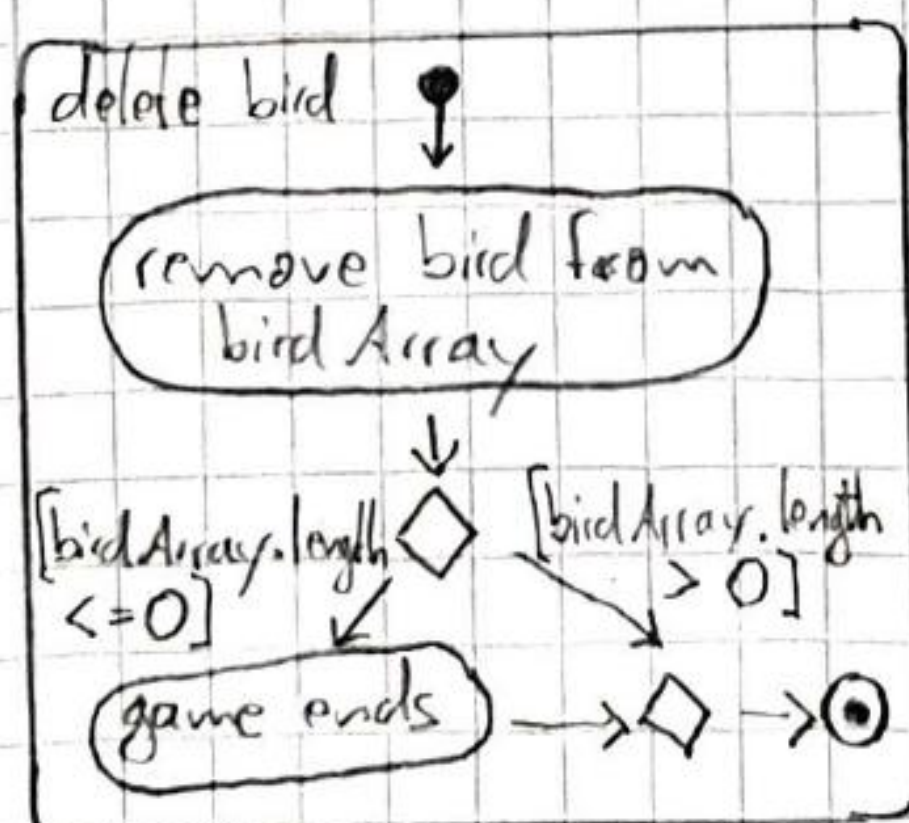 delete bird
remove bird from
bird Array
[birdArray.length
<=0]
[birdArray.length
> 0]
game ends